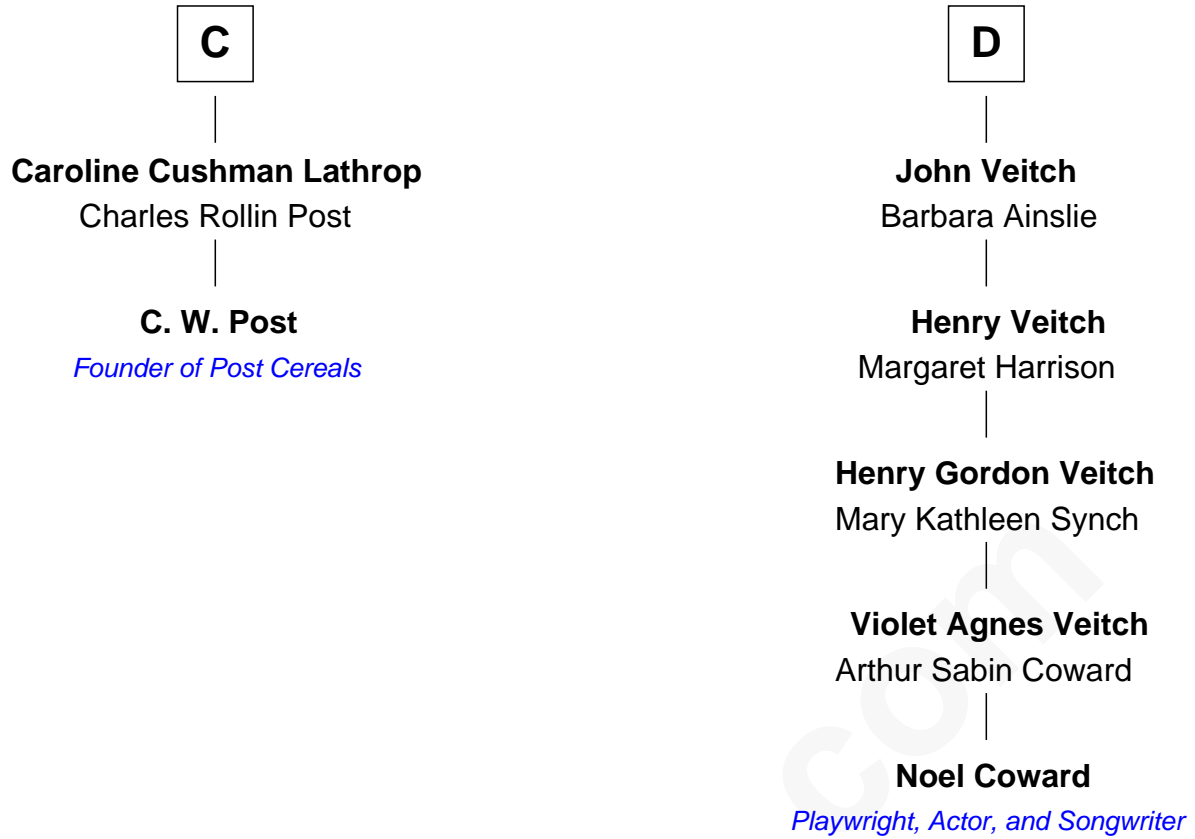 C
Caroline Cushman Lathrop
Charles Rollin Post
C. W. Post
Founder of Post Cereals
D
John Veitch
Barbara Ainslie
Henry Veitch
Margaret Harrison
Henry Gordon Veitch
Mary Kathleen Synch
Violet Agnes Veitch
Arthur Sabin Coward
Noel Coward
Playwright, Actor, and Songwriter
com